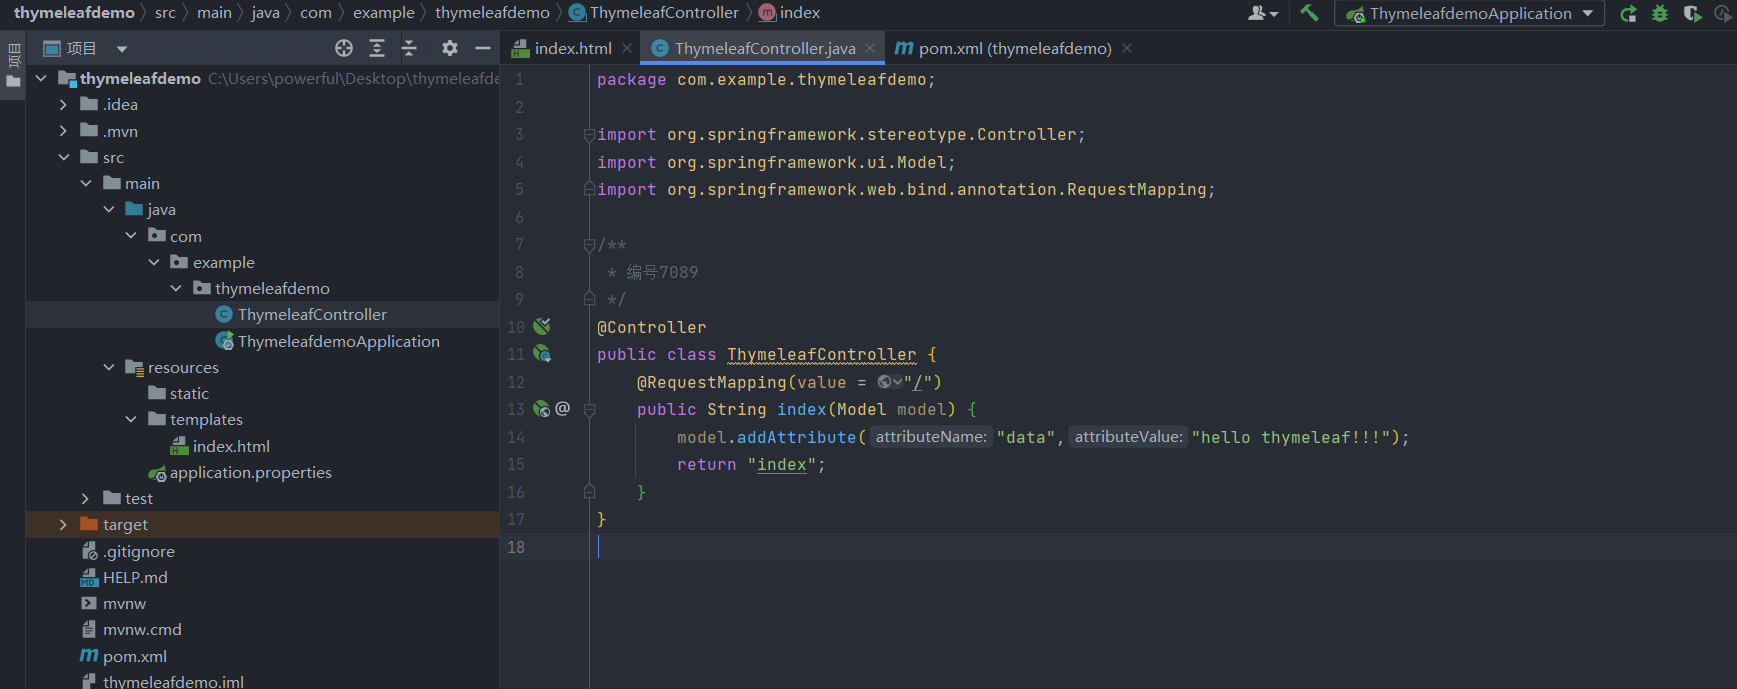 thymeleafdemo 〉 src 〉 main 〉 java 〉 com 〉 example 〉 thymeleafdemo 〉 ThymeleafController 〉 index
ThymeleafdemoApplication
项目
项目
thymeleafdemo C:\Users\powerful\Desktop\thymeleafde
.idea
.mvn
src
main
java
com
example
thymeleafdemo
ThymeleafController
ThymeleafdemoApplication
resources
static
templates
index.html
application.properties
test
target
.gitignore
HELP.md
mvnw
mvnw.cmd
pom.xml
thymeleafdemo.iml
index.html
ThymeleafController.java
pom.xml (thymeleafdemo)
1 package com.example.thymeleafdemo;
2
3 import org.springframework.stereotype.Controller;
4 import org.springframework.ui.Model;
5 import org.springframework.web.bind.annotation.RequestMapping;
6
7 /**
8 * 编号7089
9 */
10 @Controller
11 public class ThymeleafController {
12 @RequestMapping(value = "/")
13 @ public String index(Model model) {
14 model.addAttribute( attributeName: "data", attributeValue: "hello thymeleaf!!!");
15 return "index";
16 }
17 }
18